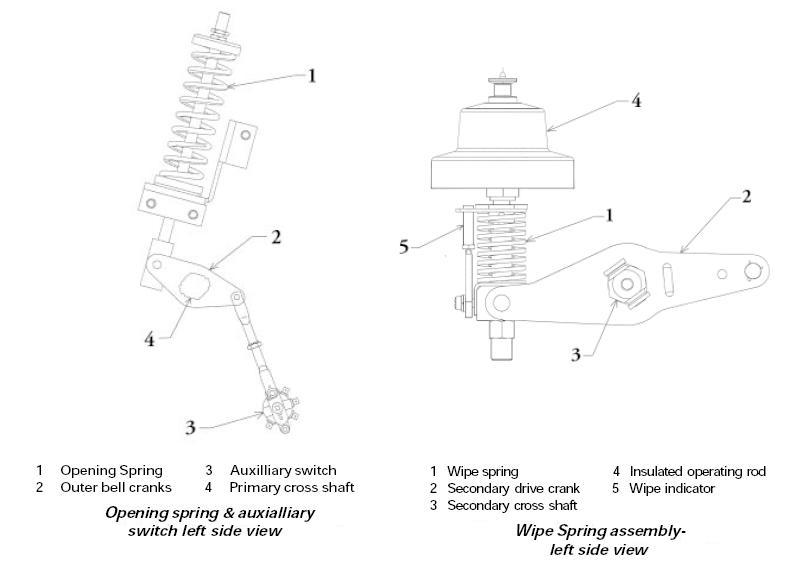 1
2
4
3
4
2
1
5
3
1 Opening Spring 3 Auxilliary switch
2 Outer bell cranks 4 Primary cross shaft
Opening spring & auxialliary
switch left side view
1 Wipe spring 4 Insulated operating rod
2 Secondary drive crank 5 Wipe indicator
3 Secondary cross shaft
Wipe Spring assembly-
left side view